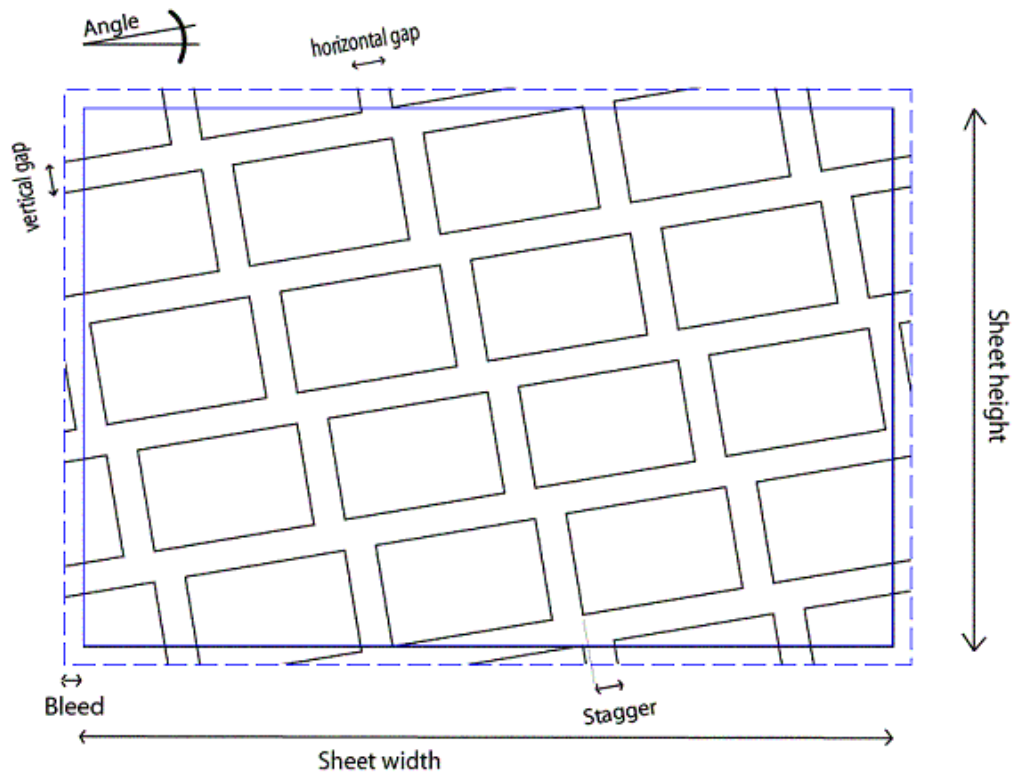 Angle
horizontal gap
vertical gap
Sheet height
Bleed
Stagger
Sheet width